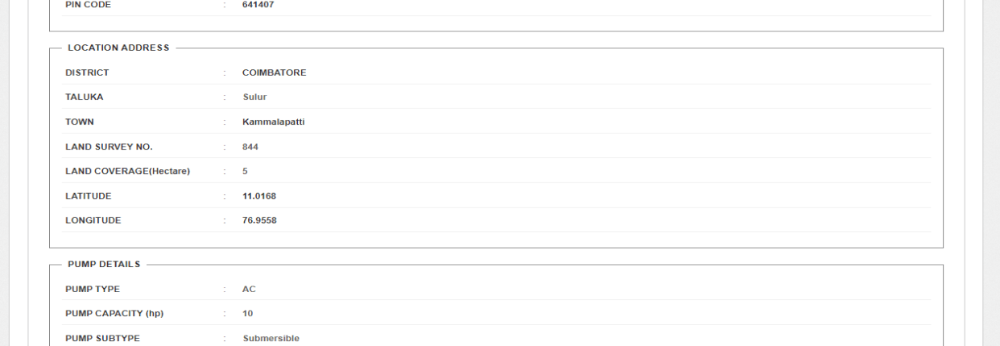 PIN CODE : 641407
LOCATION ADDRESS
DISTRICT : COIMBATORE
TALUKA : Sulur
TOWN : Kammalapatti
LAND SURVEY NO. : 844
LAND COVERAGE(Hectare) : 5
LATITUDE : 11.0168
LONGITUDE : 76.9558
PUMP DETAILS
PUMP TYPE : AC
PUMP CAPACITY (hp) : 10
PUMP SUBTYPE : Submersible